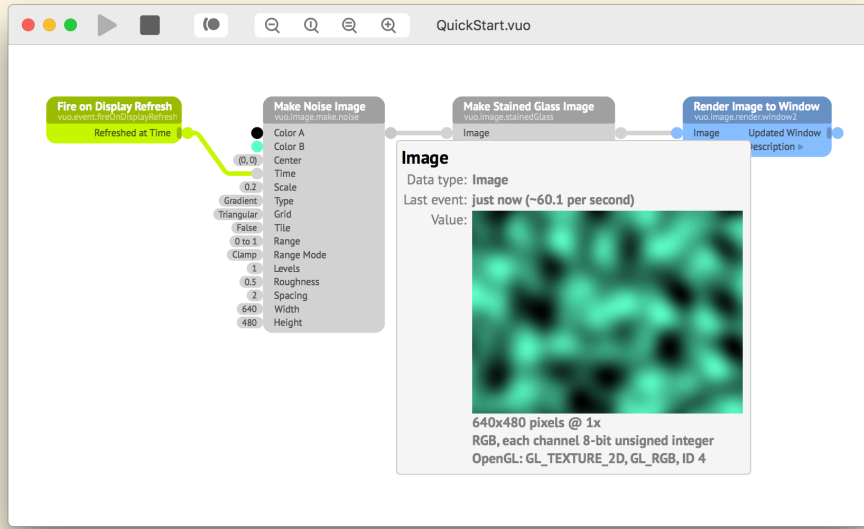 QuickStart.vuo
Fire on Display Refresh
vuo.event.fireOnDisplayRefresh
Refreshed at Time
Make Noise Image
vuo.image.make.noise
Color A
Color B
(0, 0) Center
Time
0.2 Scale
Gradient Type
Triangular Grid
False Tile
0 to 1 Range
Clamp Range Mode
1 Levels
0.5 Roughness
2 Spacing
640 Width
480 Height
Make Stained Glass Image
vuo.image.stainedGlass
Image
Render Image to Window
vuo.image.render.window2
Image Updated Window
Description
Image
Data type: Image
Last event: just now (~60.1 per second)
Value:
640x480 pixels @ 1x
RGB, each channel 8-bit unsigned integer
OpenGL: GL_TEXTURE_2D, GL_RGB, ID 4